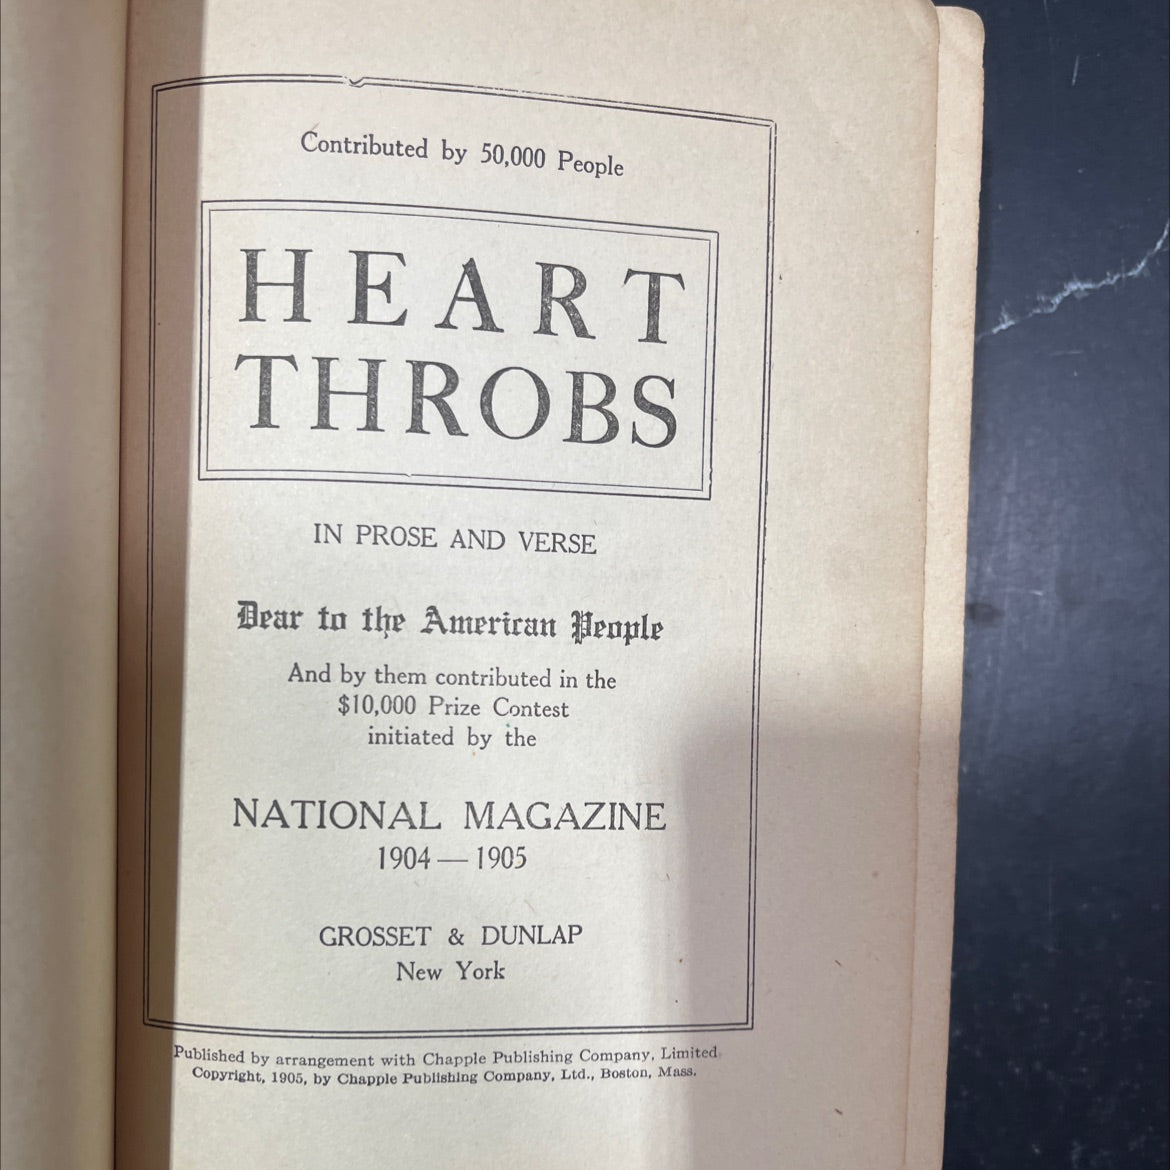 Contributed by 50,000 People
HEART
THROBS
IN PROSE AND VERSE
Dear to the American People
And by them contributed in the
$10,000 Prize Contest
initiated by the
NATIONAL MAGAZINE
1904 — 1905
GROSSET & DUNLAP
New York
Published by arrangement with Chapple Publishing Company, Limited.
Copyright, 1905, by Chapple Publishing Company, Ltd., Boston, Mass.